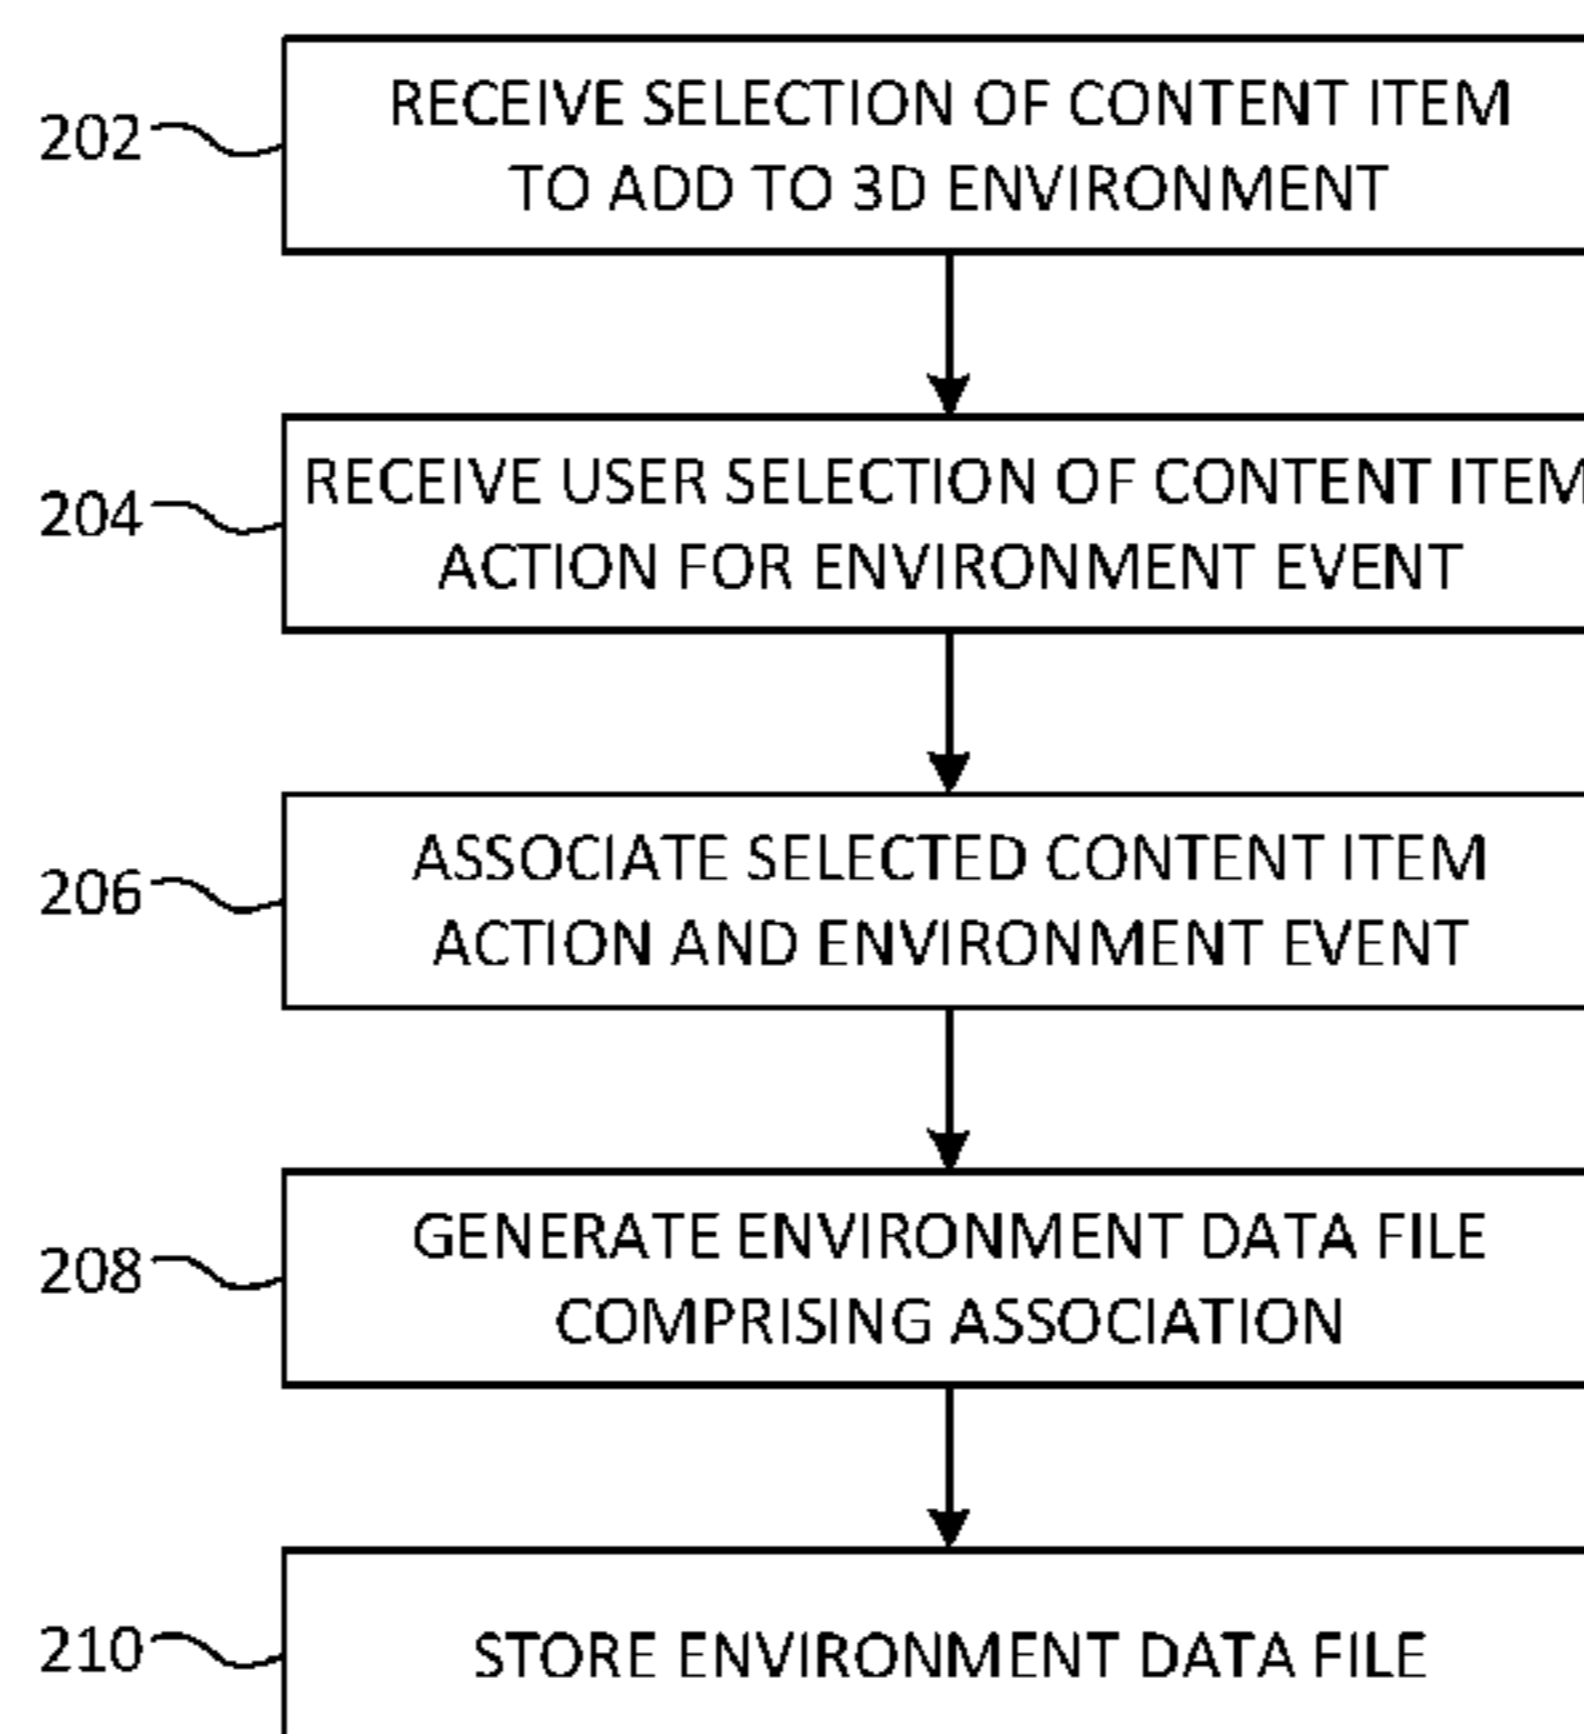 202
RECEIVE SELECTION OF CONTENT ITEM
TO ADD TO 3D ENVIRONMENT
204
RECEIVE USER SELECTION OF CONTENT ITEM
ACTION FOR ENVIRONMENT EVENT
206
ASSOCIATE SELECTED CONTENT ITEM
ACTION AND ENVIRONMENT EVENT
208
GENERATE ENVIRONMENT DATA FILE
COMPRISING ASSOCIATION
210
STORE ENVIRONMENT DATA FILE